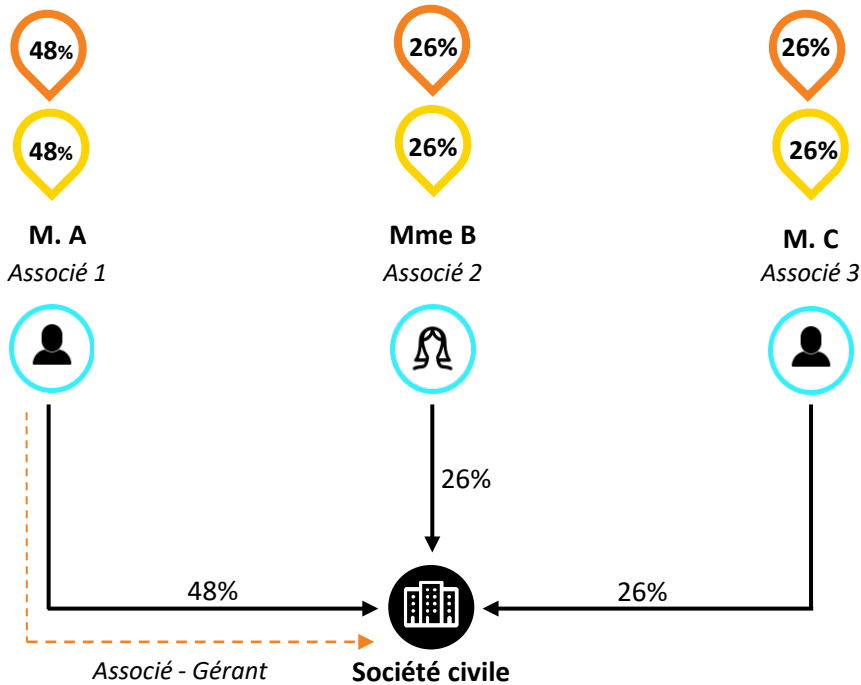 48% 26% 26%
48% 26% 26%
M. A Mme B M. C
Associé 1 Associé 2 Associé 3
26%
48% 26%
Associé - Gérant Société civile